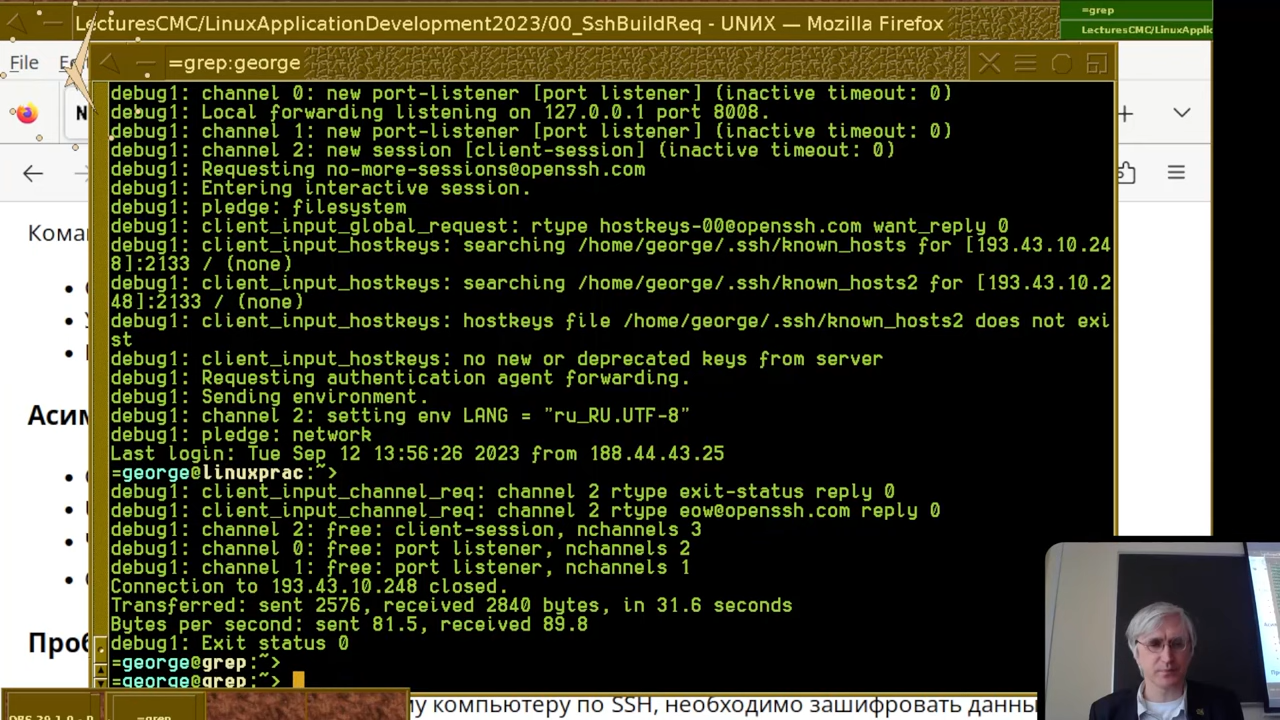 LecturesCMC/LinuxApplicationDevelopment2023/00_SshBuildReq - UNИX — Mozilla Firefox
=grep
LecturesCMC/LinuxApplic
File
=grep:george
debug1: channel 0: new port-listener [port listener] (inactive timeout: 0)
debug1: Local forwarding listening on 127.0.0.1 port 8008.
debug1: channel 1: new port-listener [port listener] (inactive timeout: 0)
debug1: channel 2: new session [client-session] (inactive timeout: 0)
debug1: Requesting no-more-sessions@openssh.com
debug1: Entering interactive session.
debug1: pledge: filesystem
debug1: client_input_global_request: rtype hostkeys-00@openssh.com want_reply 0
debug1: client_input_hostkeys: searching /home/george/.ssh/known_hosts for [193.43.10.24
8]:2133 / (none)
debug1: client_input_hostkeys: searching /home/george/.ssh/known_hosts2 for [193.43.10.2
48]:2133 / (none)
debug1: client_input_hostkeys: hostkeys file /home/george/.ssh/known_hosts2 does not exi
st
debug1: client_input_hostkeys: no new or deprecated keys from server
debug1: Requesting authentication agent forwarding.
debug1: Sending environment.
debug1: channel 2: setting env LANG = "ru_RU.UTF-8"
debug1: pledge: network
Last login: Tue Sep 12 13:56:26 2023 from 188.44.43.25
=george@linuxprac:~>
debug1: client_input_channel_req: channel 2 rtype exit-status reply 0
debug1: client_input_channel_req: channel 2 rtype eow@openssh.com reply 0
debug1: channel 2: free: client-session, nchannels 3
debug1: channel 0: free: port listener, nchannels 2
debug1: channel 1: free: port listener, nchannels 1
Connection to 193.43.10.248 closed.
Transferred: sent 2576, received 2840 bytes, in 31.6 seconds
Bytes per second: sent 81.5, received 89.8
debug1: Exit status 0
=george@grep:~>
=george@grep:~>
Кома
Асим
Проб
му компьютеру по SSH, необходимо зашифровать данны
=grep